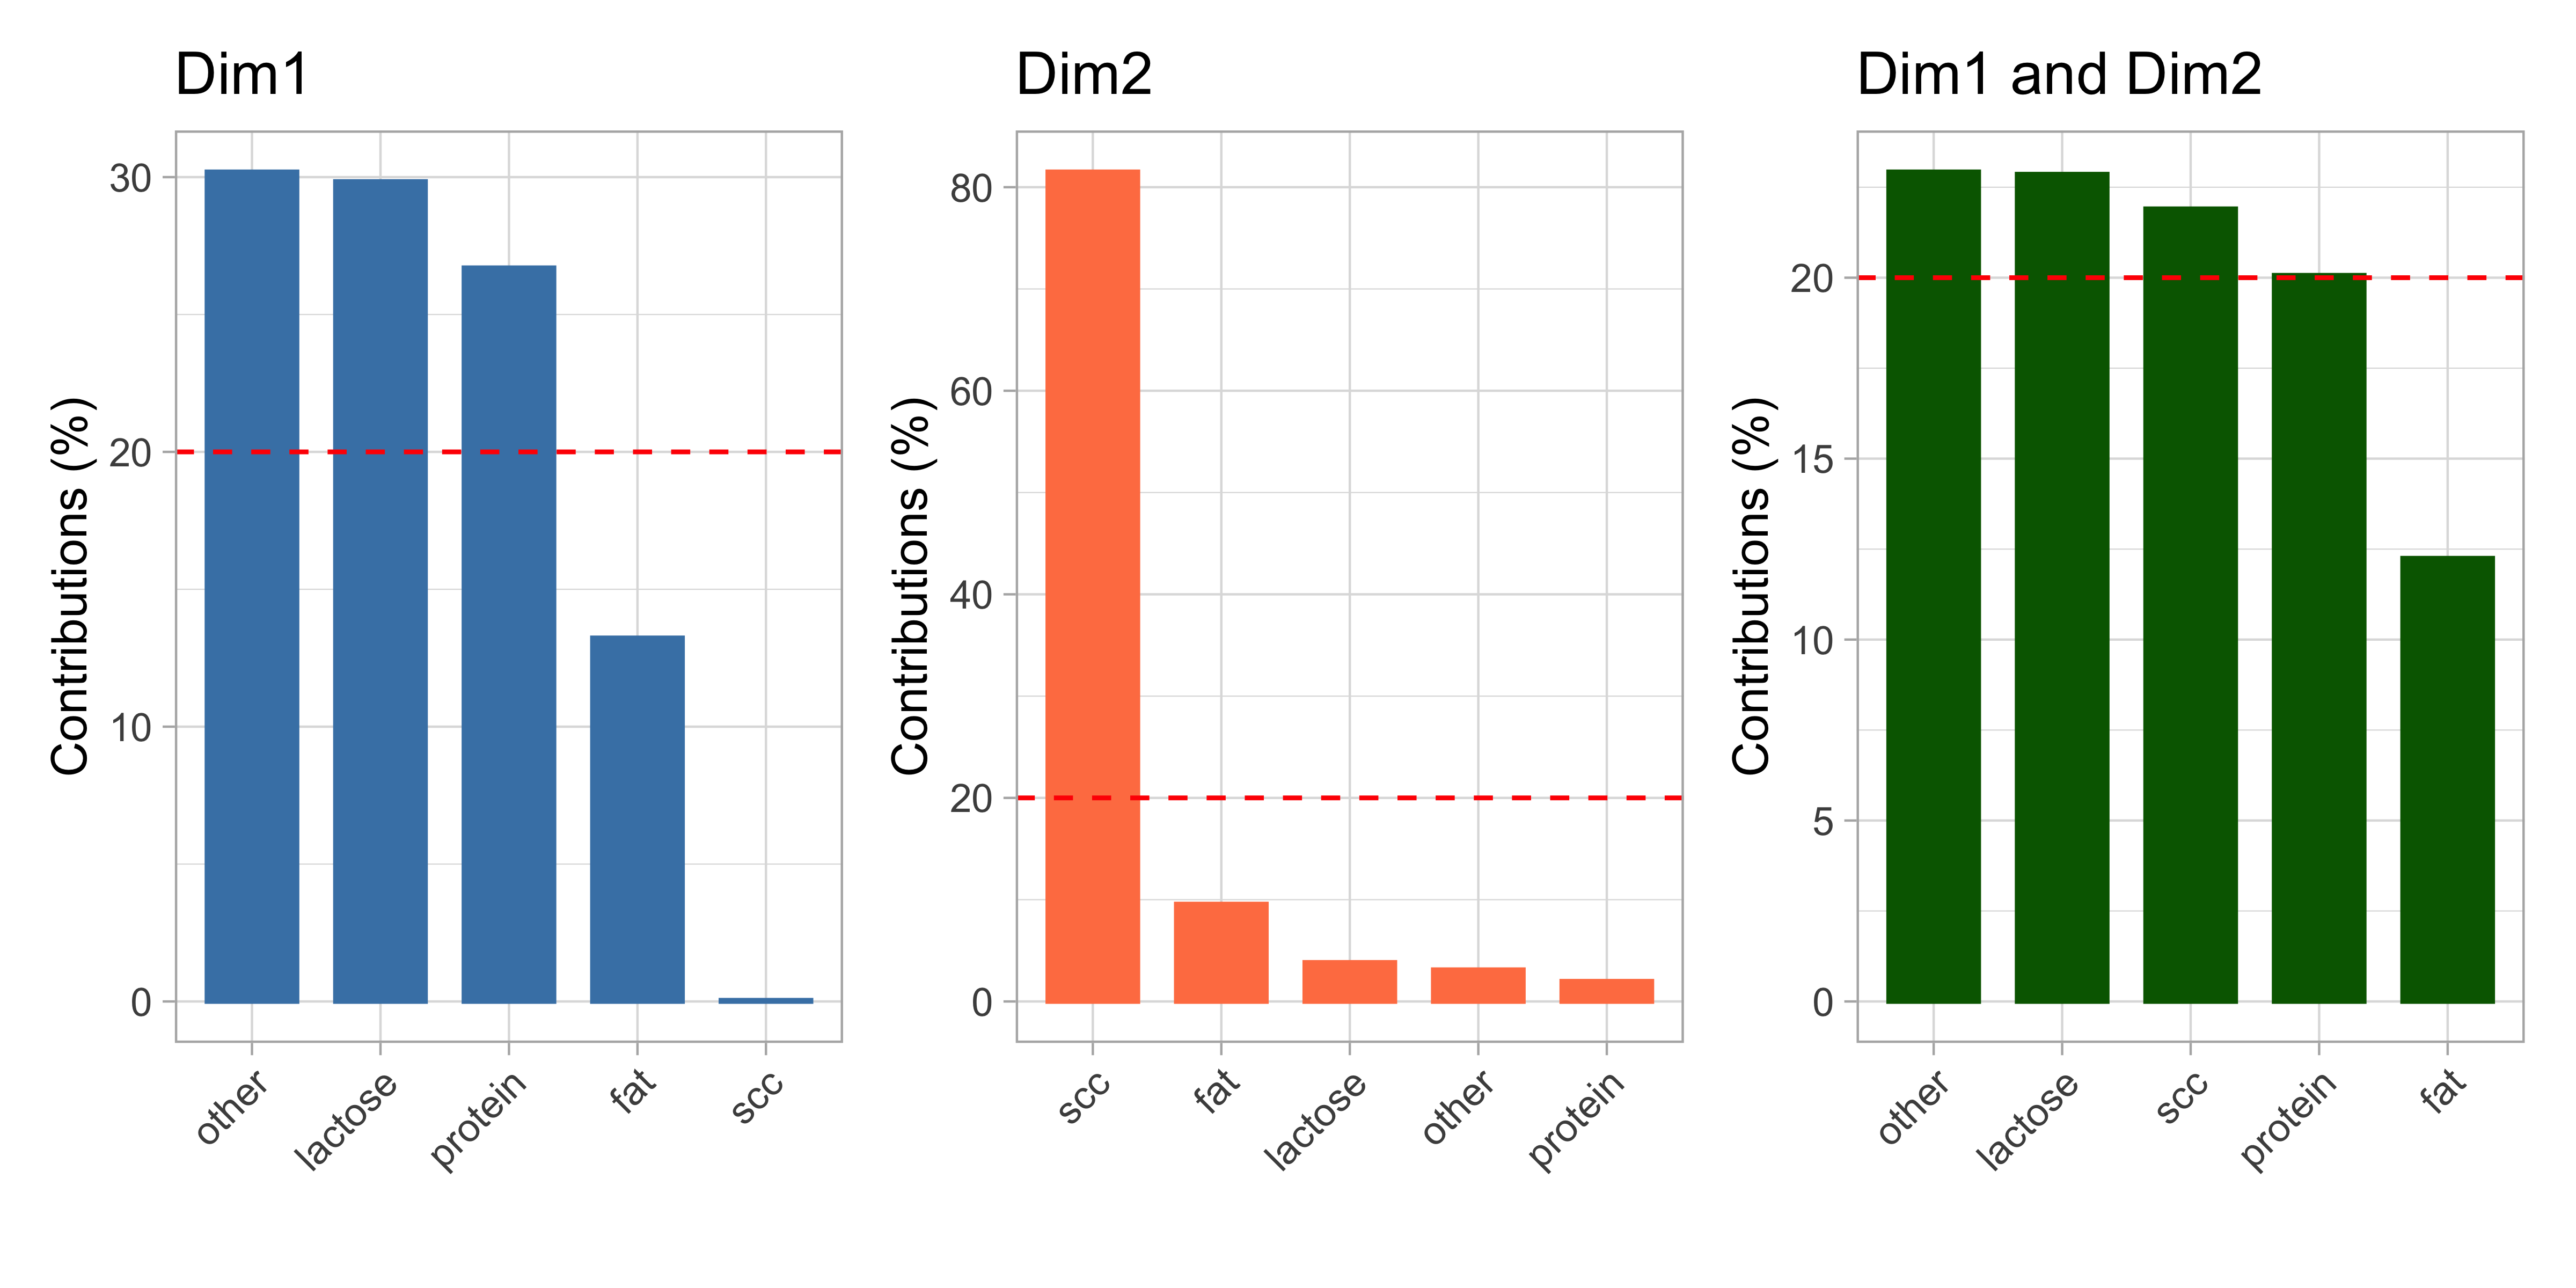 Dim1
Contributions (%)
30
20
10
0
other
lactose
protein
fat
scc
Dim2
Contributions (%)
80
60
40
20
0
scc
fat
lactose
other
protein
Dim1 and Dim2
Contributions (%)
20
15
10
5
0
other
lactose
scc
protein
fat